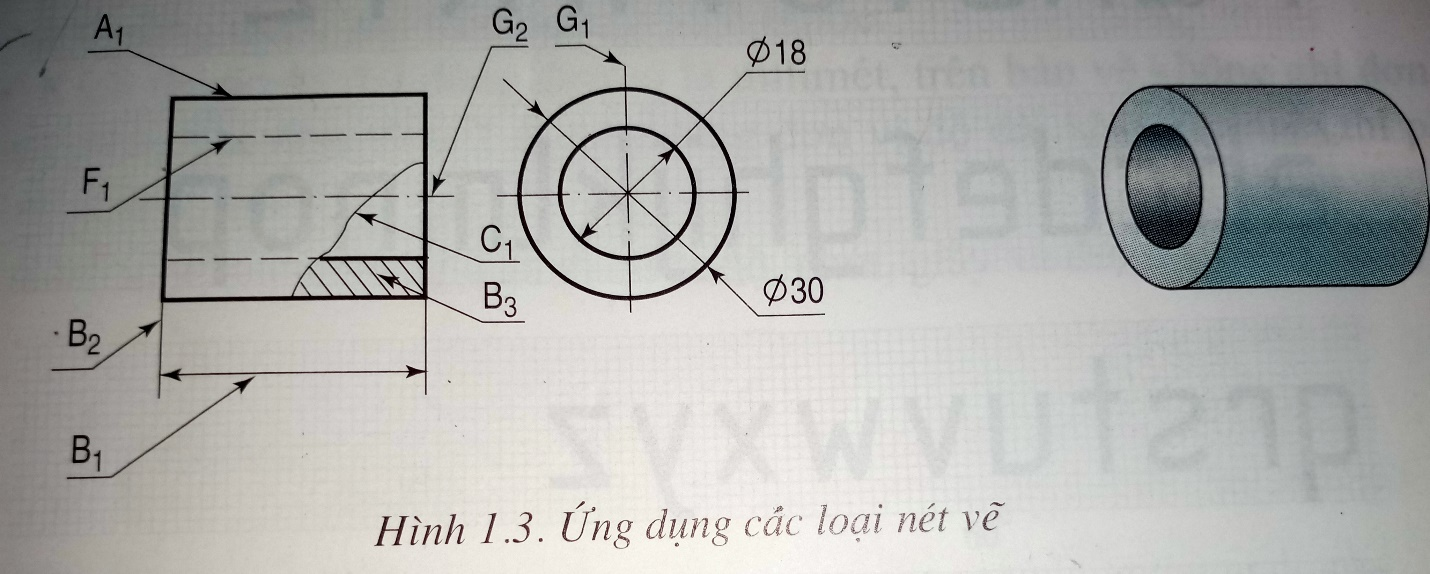 A1
G2
G1
Ø18
F1
C1
B3
Ø30
B2
B1
Hình 1.3. Ứng dụng các loại nét vẽ